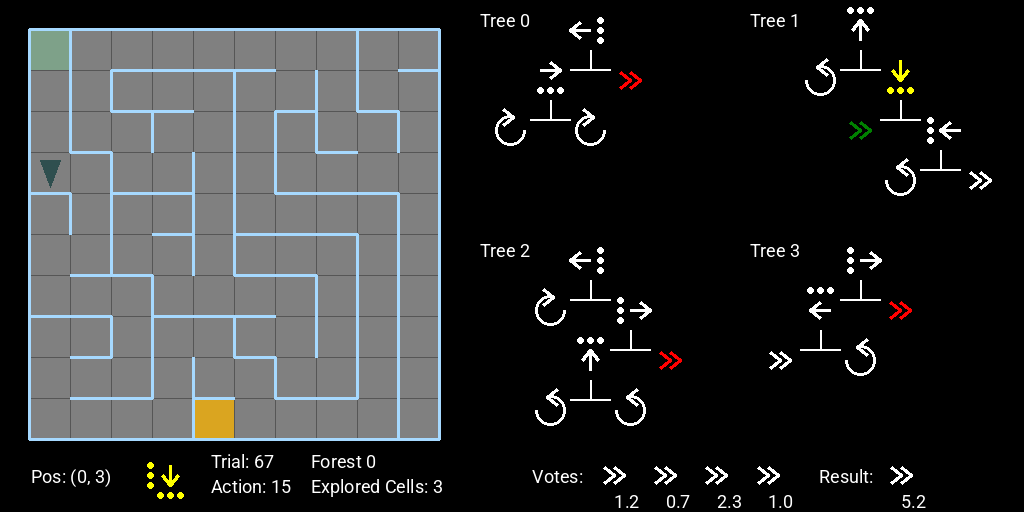 Tree 0
Tree 1
Tree 2
Tree 3
Pos: (0, 3)
Trial: 67
Forest 0
Action: 15
Explored Cells: 3
Votes:
Result:
1.2
0.7
2.3
1.0
5.2